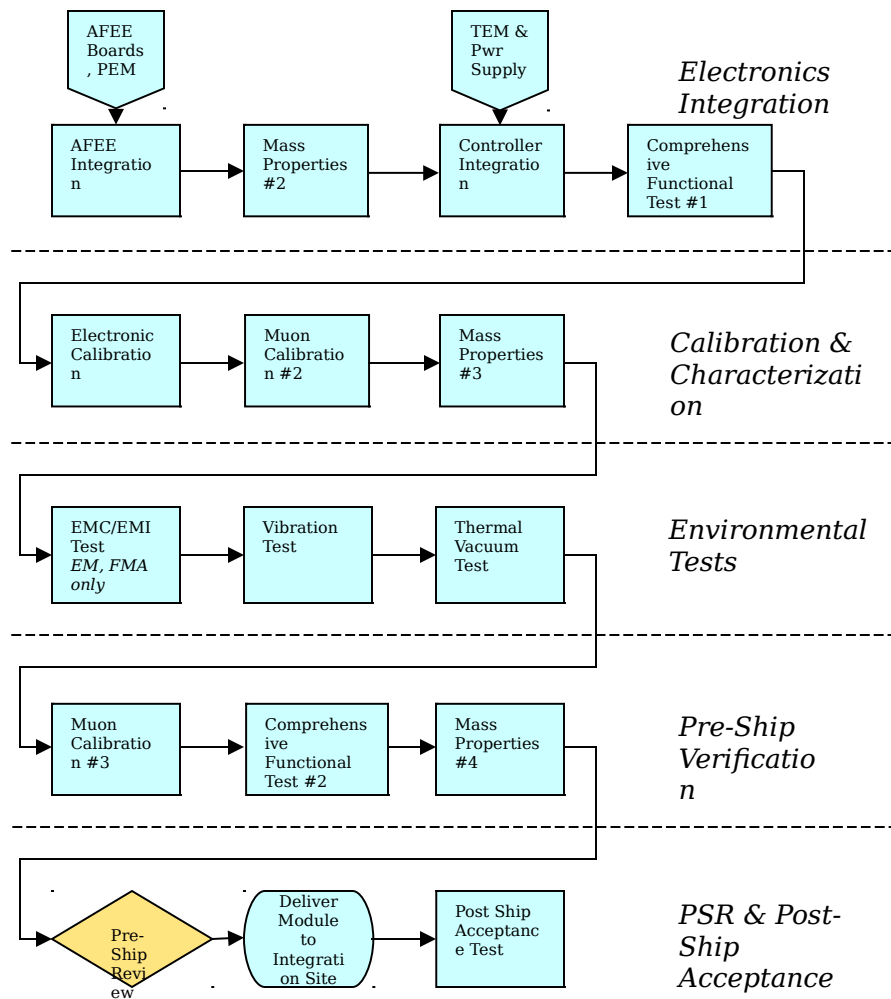 AFEE
Boards
, PEM
TEM &
Pwr
Supply
Electronics
Integration
AFEE
Integratio
n
Mass
Properties
#2
Controller
Integratio
n
Comprehens
ive
Functional
Test #1
Electronic
Calibratio
n
Muon
Calibratio
n #2
Mass
Properties
#3
Calibration &
Characterizati
on
EMC/EMI
Test
EM, FMA
only
Vibration
Test
Thermal
Vacuum
Test
Environmental
Tests
Muon
Calibratio
n #3
Comprehens
ive
Functional
Test #2
Mass
Properties
#4
Pre-Ship
Verificatio
n
Pre-
Ship
Revi
ew
Deliver
Module
to
Integrati
on Site
Post Ship
Acceptanc
e Test
PSR & Post-
Ship
Acceptance